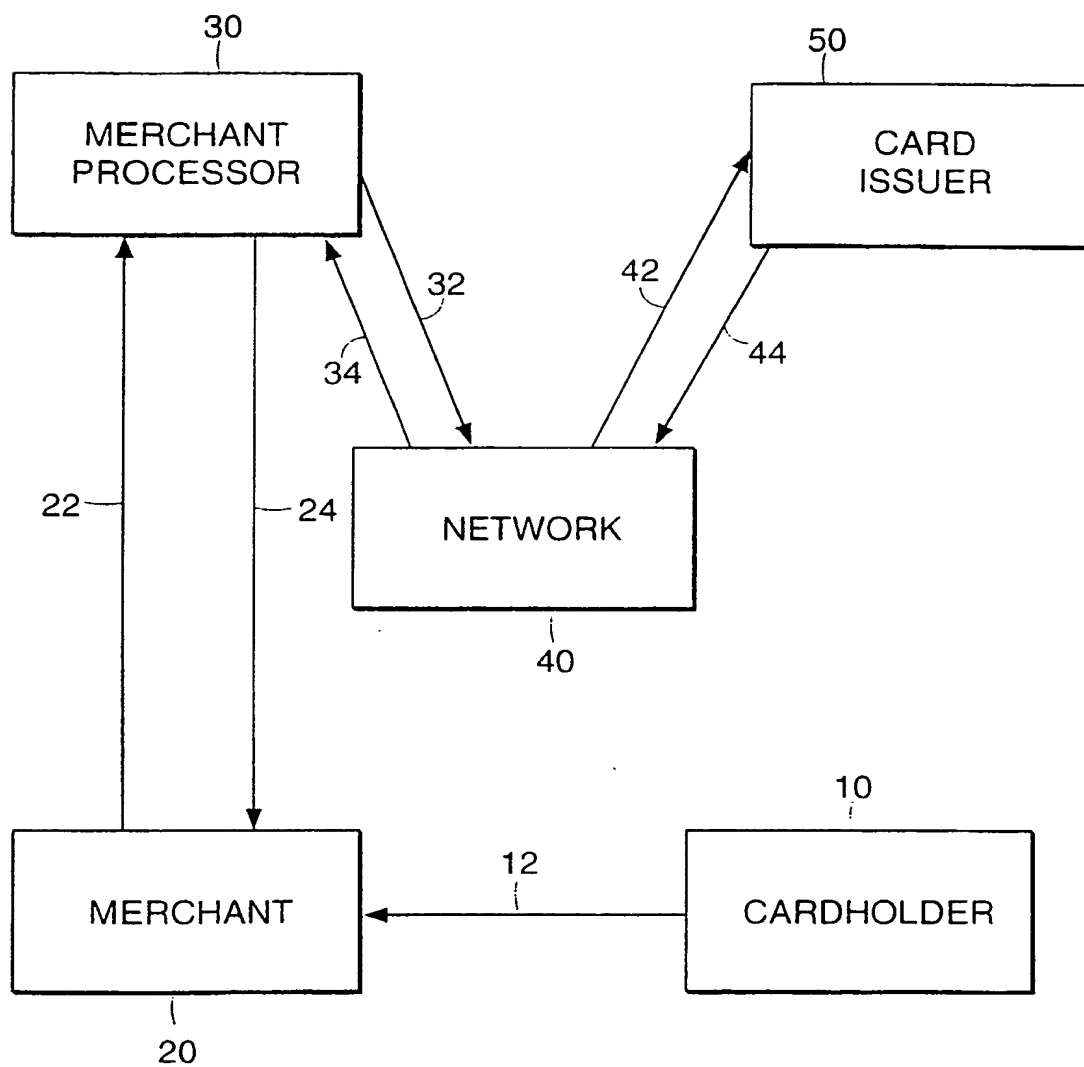 30
50
MERCHANT
PROCESSOR
CARD
ISSUER
32
42
34
44
22
24
NETWORK
40
10
12
MERCHANT
CARDHOLDER
20